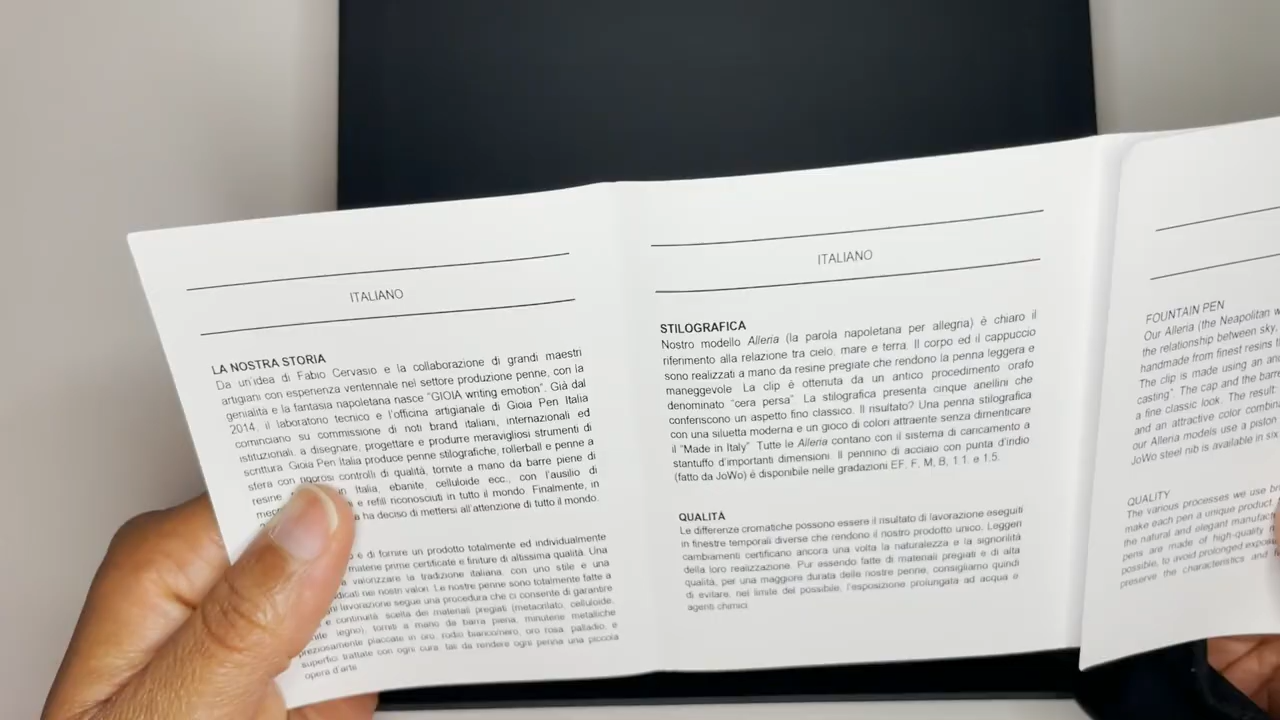 ITALIANO
LA NOSTRA STORIA
Da un'idea di Fabio Cervasio e la collaborazione di grandi maestri
artigiani con esperienza ventennale nel settore produzione penne, con la
genialità e la fantasia napoletana nasce "GIOIA writing emotion". Già dal
2014, il laboratorio tecnico e l'officina artigianale di Gioia Pen Italia
cominciano su commissione di noti brand italiani, internazionali ed
istituzionali, a disegnare, progettare e produrre meravigliosi strumenti di
scrittura. Gioia Pen Italia produce penne stilografiche, rollerball e penne a
sfera con rigorosi controlli di qualità, tornite a mano da barre piene di
resine in Italia, ebanite, celluloide ecc., con l'ausilio di
e refill riconosciuti in tutto il mondo. Finalmente, in
ha deciso di mettersi all'attenzione di tutto il mondo.
è di fornire un prodotto totalmente ed individualmente
materie prime certificate e finiture di altissima qualità. Una
valorizzare la tradizione italiana, con uno stile e una
nei nostri valori. Le nostre penne sono totalmente fatte a
lavorazione segue una procedura che ci consente di garantire
e continuità: scelta dei materiali pregiati (metacrilato, celluloide,
legno), torniti a mano da barra piena, minuterie metalliche
preziosamente placcate in oro, rodio biancomero, oro rosa, palladio, e
superfici trattate con ogni cura tali da rendere ogni penna una piccola
opera d'arte
ITALIANO
STILOGRAFICA
Nostro modello Alleria (la parola napoletana per allegria) è chiaro il
riferimento alla relazione tra cielo, mare e terra. Il corpo ed il cappuccio
sono realizzati a mano da resine pregiate che rendono la penna leggera e
maneggevole. La clip è ottenuta da un antico procedimento orafo
denominato "cera persa". La stilografica presenta cinque anellini che
conferiscono un aspetto fino classico. Il risultato? Una penna stilografica
con una siluetta moderna e un gioco di colori attraente senza dimenticare
il "Made in Italy". Tutte le Alleria contano con il sistema di caricamento a
stantuffo d'importanti dimensioni. Il pennino di acciaio con punta d'indio
(fatto da JoWo) é disponibile nelle gradazioni EF, F, M, B, 1.1. e 1.5.
QUALITÀ
Le differenze cromatiche possono essere il risultato di lavorazione eseguiti
in finestre temporali diverse che rendono il nostro prodotto unico. Leggeri
cambiamenti certificano ancora una volta la naturalezza e la signorilità
della loro realizzazione. Pur essendo fatte di materiali pregiati e di alta
qualità, per una maggiore durata delle nostre penne, consigliamo quindi
di evitare, nel limite del possibile, l'esposizione prolungata ad acqua e
agenti chimici.
FOUNTAIN PEN
Our Alleria (the Neapolitan
the relationship between sky,
handmade from finest resins
The clip is made using an
casting". The cap and the
a fine classic look. The result:
and an attractive color
our Alleria models use a piston
JoWo steel nib is available in
QUALITY
The various processes we use
make each pen a unique product.
the natural and elegant
pens are made of high-quality
possible, to avoid prolonged
preserve the characteristics and